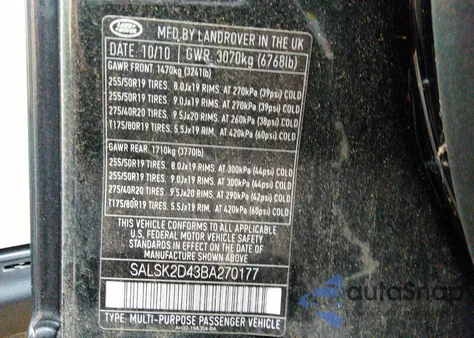 LAND ROVER
MFD BY LANDROVER IN THE UK
DATE: 10/10 GWR 3070kg (6768lb)
GAWR FRONT 1470kg (3241lb)
255/50R19 TIRES. 8.0Jx19 RIMS. AT 270kPa (39psi) COLD
255/50R19 TIRES. 9.0Jx19 RIMS. AT 270kPa (39psi) COLD
275/40R20 TIRES. 9.5Jx20 RIMS. AT 260kPa (38psi) COLD
T175/80R19 TIRES. 5.5Jx19 RIM. AT 420kPa (60psi) COLD
GAWR REAR. 1710kg (3770lb)
255/50R19 TIRES. 8.0Jx19 RIMS. AT 300kPa (44psi) COLD
255/50R19 TIRES. 9.0Jx19 RIMS. AT 300kPa (44psi) COLD
275/40R20 TIRES. 9.5Jx20 RIMS. AT 290kPa (42psi) COLD
T175/80R19 TIRES. 5.5Jx19 RIM. AT 420kPa (60psi) COLD
THIS VEHICLE CONFORMS TO ALL APPLICABLE
U.S. FEDERAL MOTOR VEHICLE SAFETY
STANDARDS IN EFFECT ON THE DATE OF
MANUFACTURE SHOWN ABOVE
SALSK2D43BA270177
TYPE: MULTI-PURPOSE PASSENGER VEHICLE
autoSnap